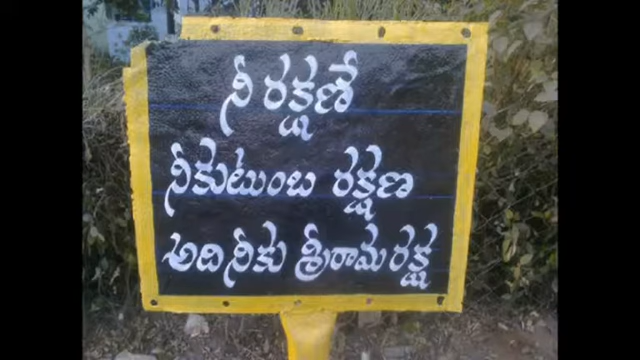 నీ రక్షణే
నీకుటుంబ రక్షణ
అది నీకు శ్రీరామ రక్ష